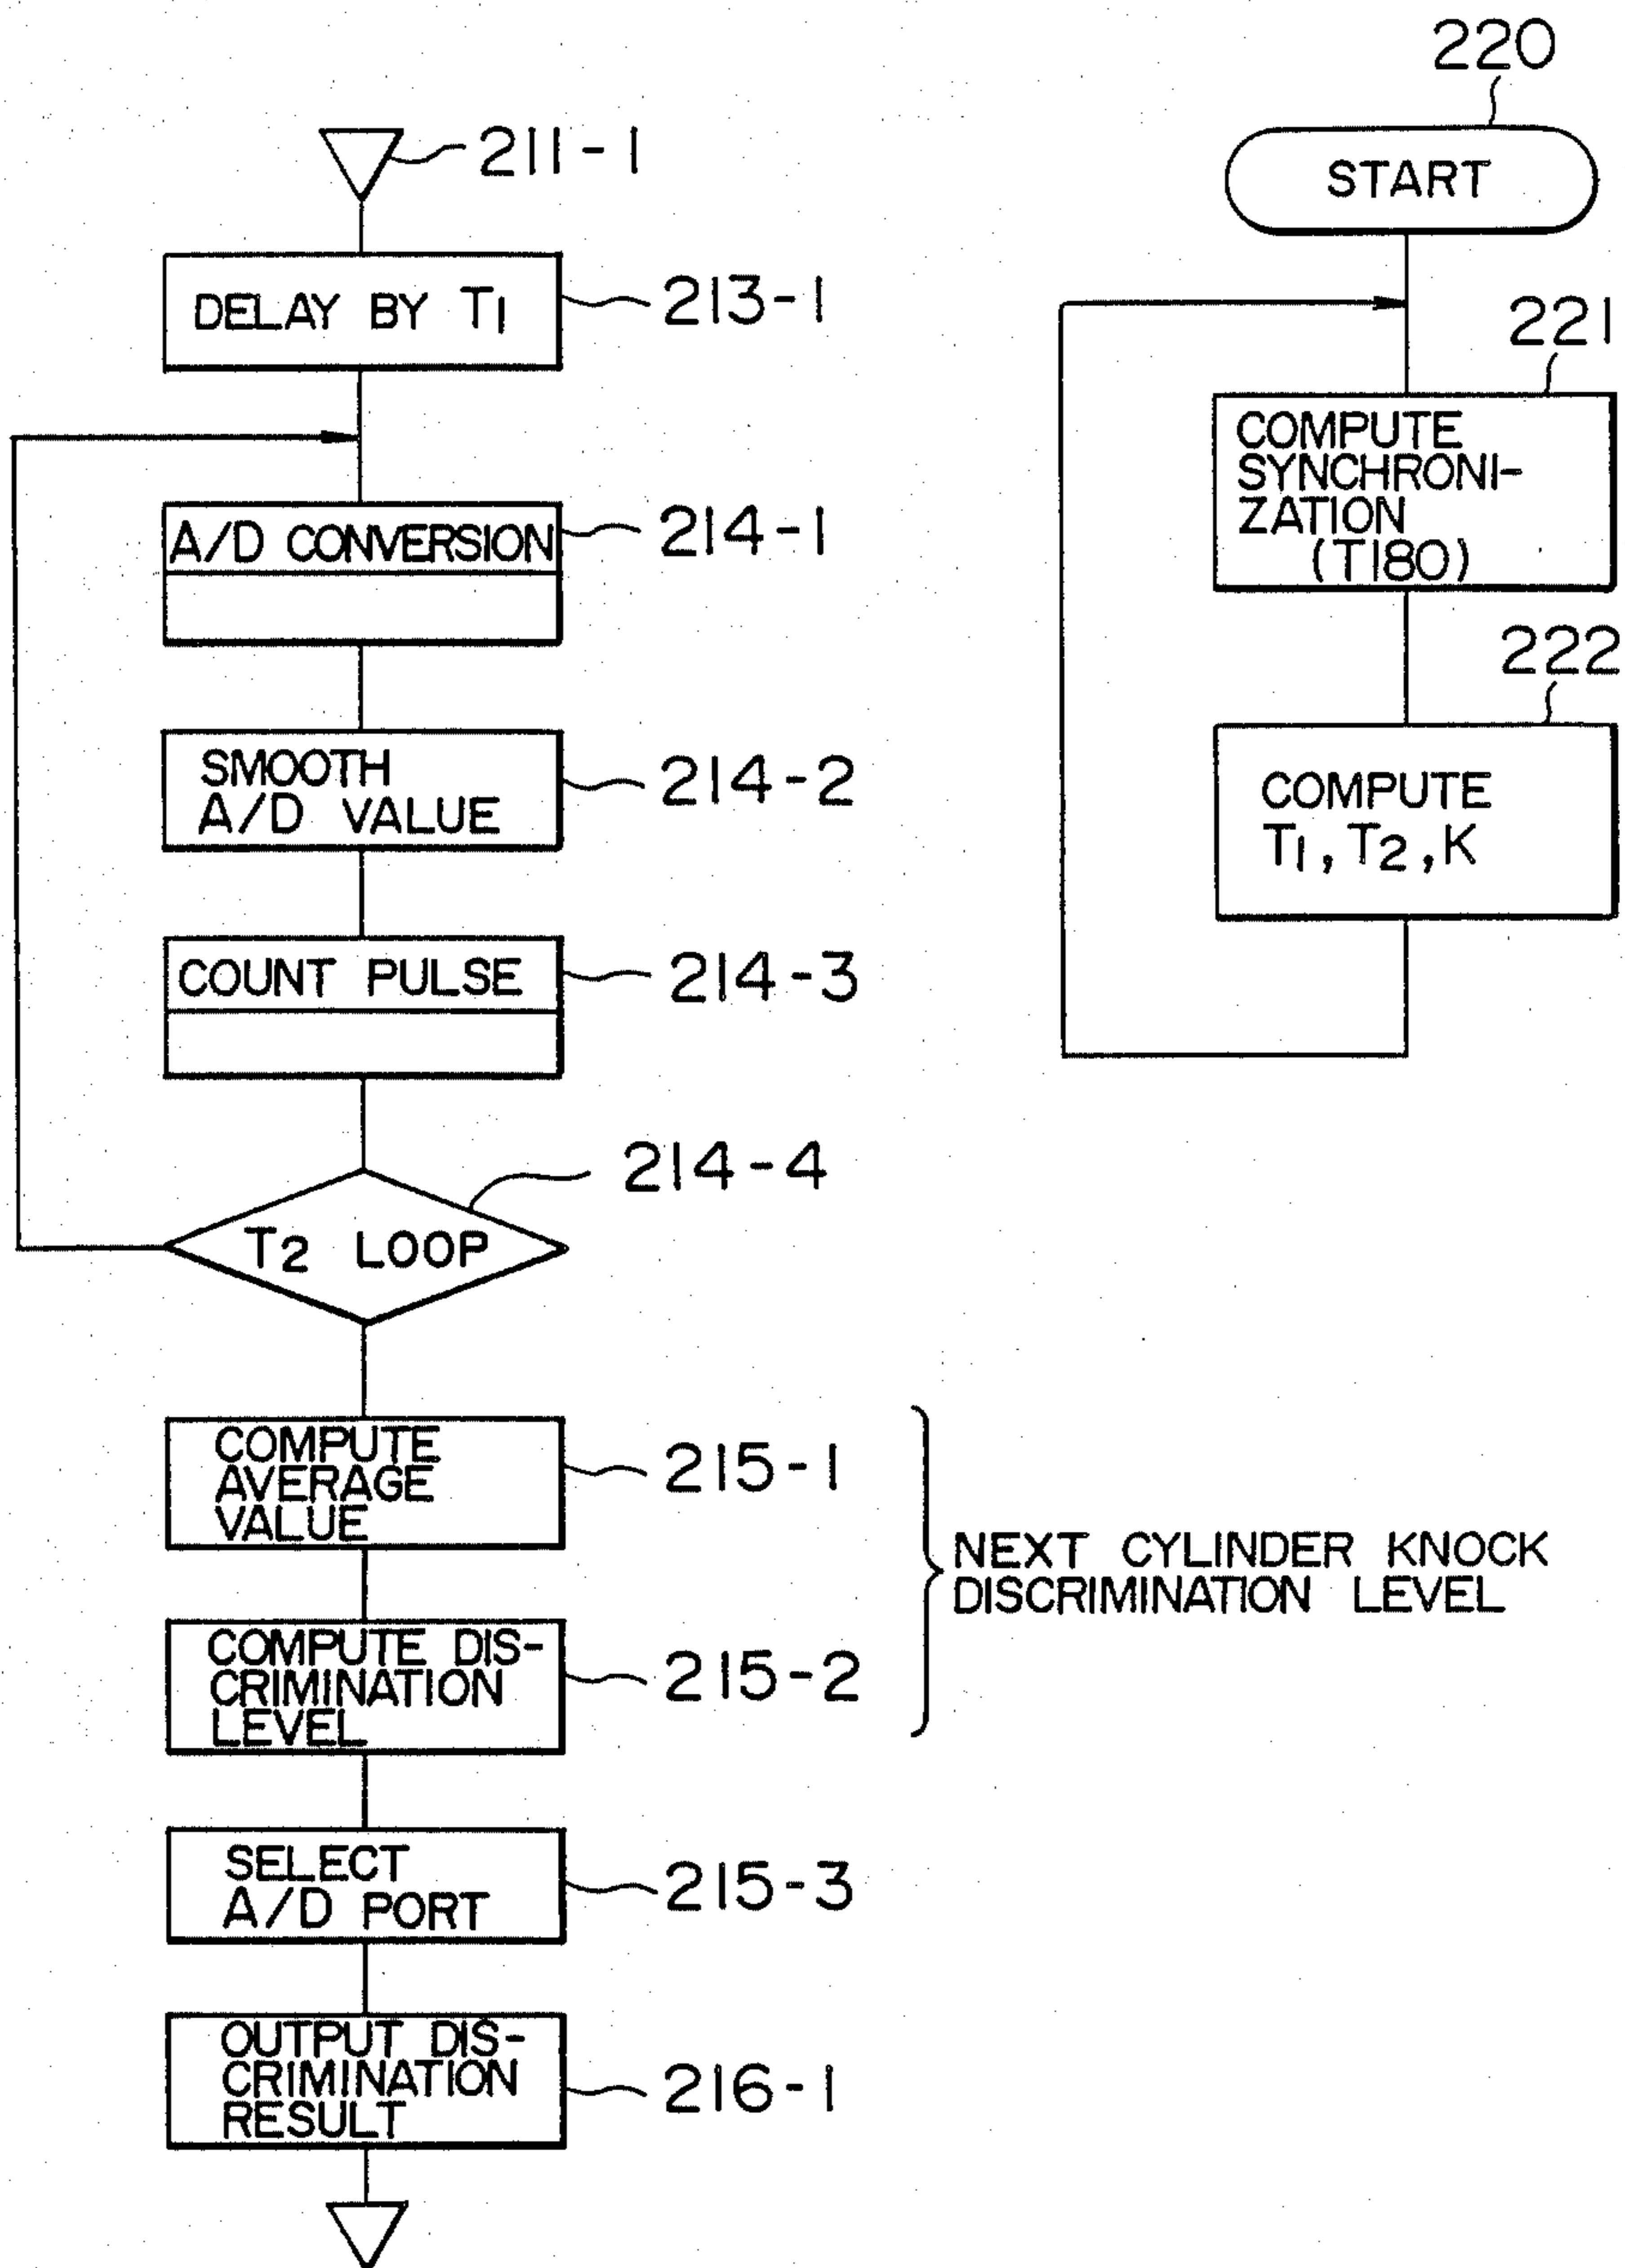 211-1
DELAY BY T1
213-1
A/D CONVERSION
214-1
SMOOTH
A/D VALUE
214-2
COUNT PULSE
214-3
T2 LOOP
214-4
COMPUTE
AVERAGE
VALUE
215-1
COMPUTE DIS-
CRIMINATION
LEVEL
215-2
NEXT CYLINDER KNOCK
DISCRIMINATION LEVEL
SELECT
A/D PORT
215-3
OUTPUT DIS-
CRIMINATION
RESULT
216-1
220
START
221
COMPUTE
SYNCHRONI-
ZATION
(T180)
222
COMPUTE
T1, T2, K